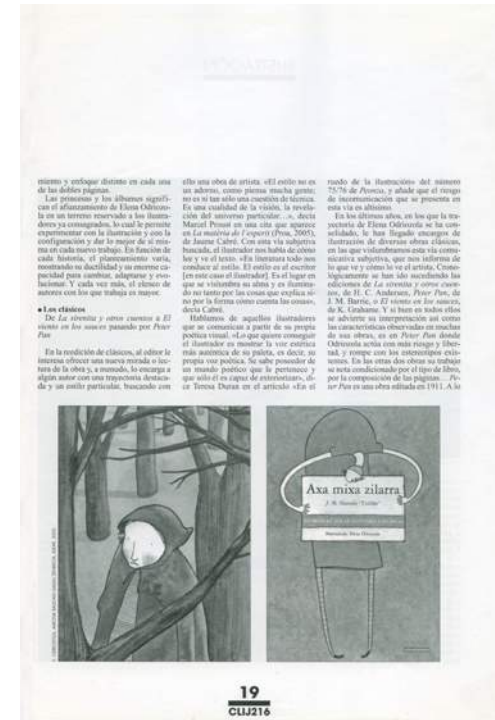 miento y enfoque distinto en cada una
de las dobles páginas.
Las princesas y los álbumes signifi-
can el afianzamiento de Elena Odriozo-
la en un terreno reservado a los ilustra-
dores ya consagrados, lo cual le permite
experimentar con la ilustración y con la
configuración y dar lo mejor de sí mis-
ma en cada nuevo trabajo. En función de
cada historia, el planteamiento varía,
mostrando su ductilidad y su enorme ca-
pacidad para cambiar, adaptarse y evo-
lucionar. Y cada vez más, el elenco de
autores con los que trabaja es mayor.
● Los clásicos
De La sirenita y otros cuentos a El
viento en los sauces pasando por Peter
Pan
En la reedición de clásicos, al editor le
interesa ofrecer una nueva mirada o lec-
tura de la obra y, a menudo, lo encarga a
algún autor con una trayectoria destaca-
da y un estilo particular, buscando con
ello una obra de artista. «El estilo no es
un adorno, como piensa mucha gente;
no es ni tan sólo una cuestión de técnica.
Es una cualidad de la visión, la revela-
ción del universo particular…», decía
Marcel Proust en una cita que aparece
en La matèria de l'esperit (Proa, 2005),
de Jaume Cabré. Con esta vía subjetiva
buscada, el ilustrador nos habla de cómo
lee y ve el texto. «En literatura todo nos
conduce al estilo. El estilo es el escritor
[en este caso el ilustrador]. Es el lugar en
que se vislumbra su alma y es ilumina-
do no tanto por las cosas que explica si-
no por la forma cómo cuenta las cosas»,
decía Cabré.
Hablamos de aquellos ilustradores
que se comunican a partir de su propia
poética visual. «Lo que quiere conseguir
el ilustrador es mostrar la voz estética
más auténtica de su paleta, es decir, su
propia voz poética. Se sabe poseedor de
un mundo poético que le pertenece y
que sólo él es capaz de exteriorizar», di-
ce Teresa Duran en el artículo «En el
ruedo de la ilustración» del número
75/76 de Peonza, y añade que el riesgo
de incomunicación que se presenta en
esta vía es altísimo.
En los últimos años, en los que la tra-
yectoria de Elena Odriozola se ha con-
solidado, le han llegado encargos de
ilustración de diversas obras clásicas,
en las que vislumbramos esta vía comu-
nicativa subjetiva, que nos informa de
lo que ve y cómo lo ve el artista. Crono-
lógicamente se han ido sucediendo las
ediciones de La sirenita y otros cuen-
tos, de H. C. Andersen, Peter Pan, de
J. M. Barrie, o El viento en los sauces,
de K. Grahame. Y si bien en todos ellos
se advierte su interpretación así como
las características observadas en muchas
de sus obras, es en Peter Pan donde
Odriozola actúa con más riesgo y liber-
tad, y rompe con los estereotipos exis-
tentes. En las otras dos obras su trabajo
se nota condicionado por el tipo de libro,
por la composición de las páginas… Pe-
ter Pan es una obra editada en 1911. A lo
Axa mixa zilarra
19
CLIJ216